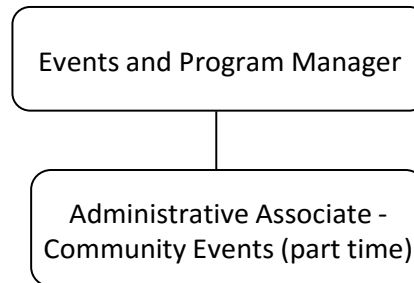 Events and Program Manager
Administrative Associate -
Community Events (part time)